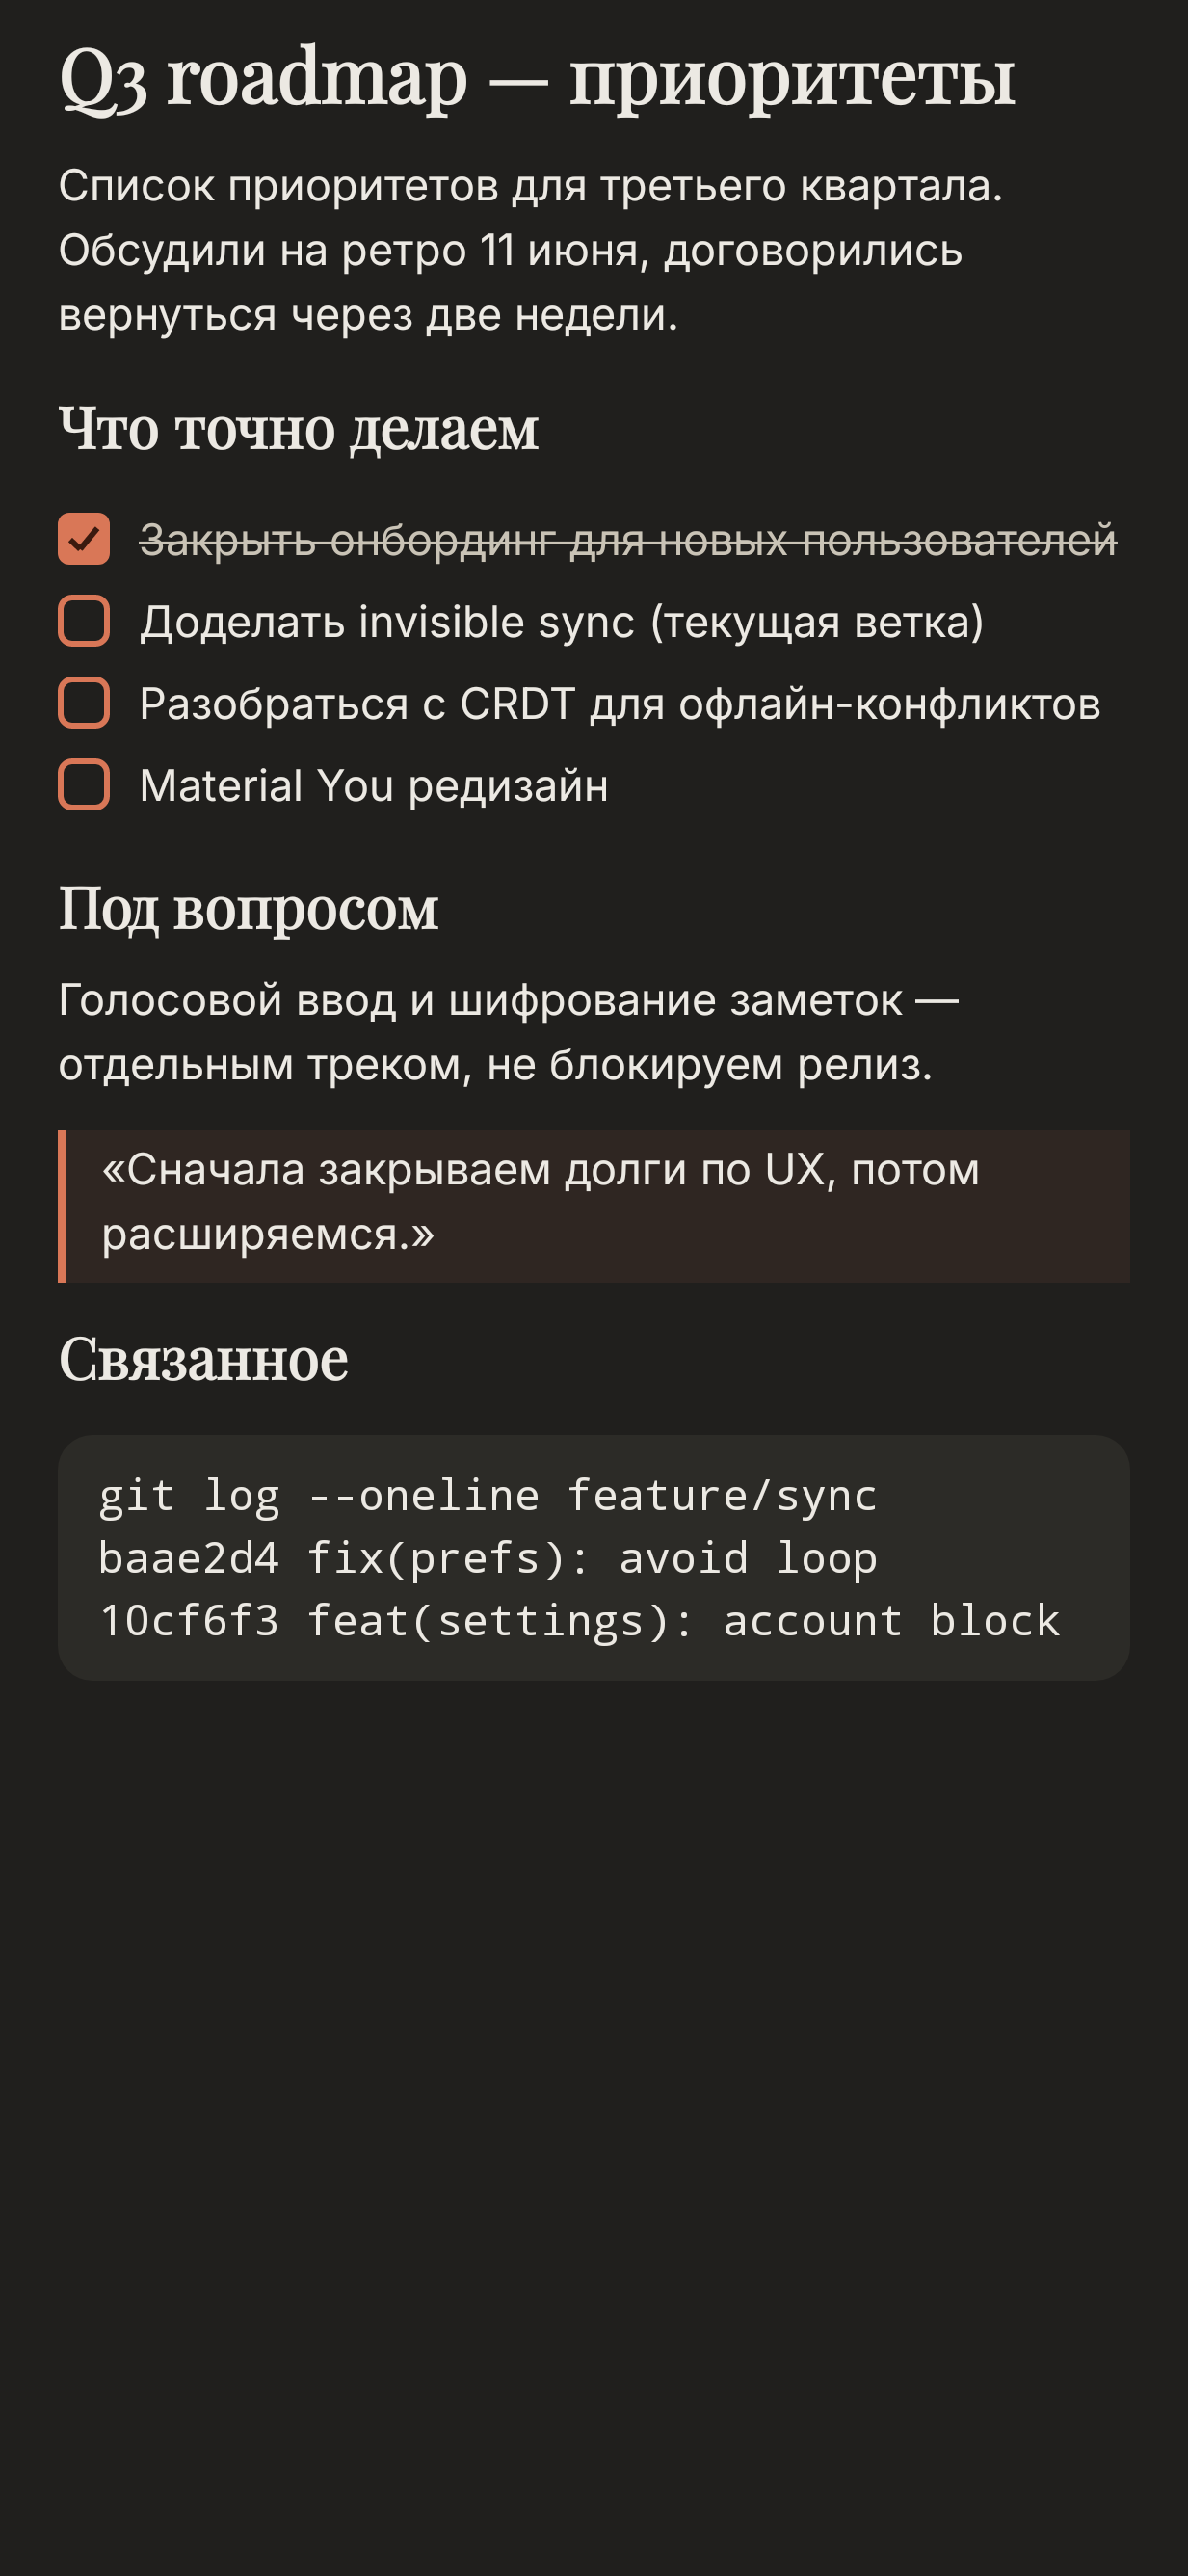 Q3 roadmap — приоритеты
Список приоритетов для третьего квартала.
Обсудили на ретро 11 июня, договорились
вернуться через две недели.
Что точно делаем
Закрыть онбординг для новых пользователей
Доделать invisible sync (текущая ветка)
Разобраться с CRDT для офлайн-конфликтов
Material You редизайн
Под вопросом
Голосовой ввод и шифрование заметок —
отдельным треком, не блокируем релиз.
«Сначала закрываем долги по UX, потом
расширяемся.»
Связанное
git log --oneline feature/sync
baae2d4 fix(prefs): avoid loop
10cf6f3 feat(settings): account block